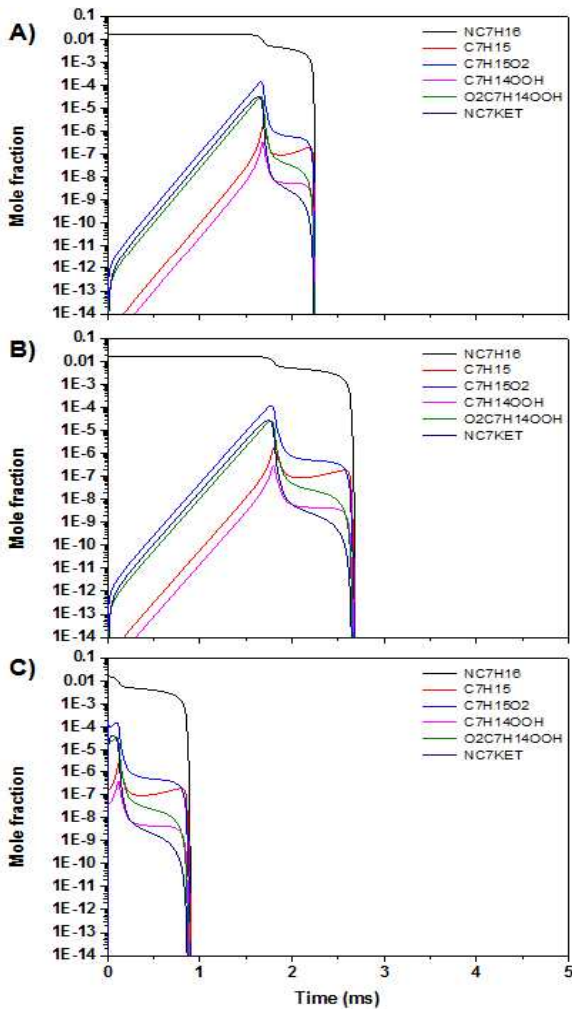 A)
Mole fraction
0.1
0.01
1E-3
1E-4
1E-5
1E-6
1E-7
1E-8
1E-9
1E-10
1E-11
1E-12
1E-13
1E-14
NC7H16
C7H15
C7H15O2
C7H14OOH
O2C7H14OOH
NC7KET
B)
Mole fraction
0.1
0.01
1E-3
1E-4
1E-5
1E-6
1E-7
1E-8
1E-9
1E-10
1E-11
1E-12
1E-13
1E-14
NC7H16
C7H15
C7H15O2
C7H14OOH
O2C7H14OOH
NC7KET
C)
Mole fraction
0.1
0.01
1E-3
1E-4
1E-5
1E-6
1E-7
1E-8
1E-9
1E-10
1E-11
1E-12
1E-13
1E-14
NC7H16
C7H15
C7H15O2
C7H14OOH
O2C7H14OOH
NC7KET
0 1 2 3 4 5
Time (ms)